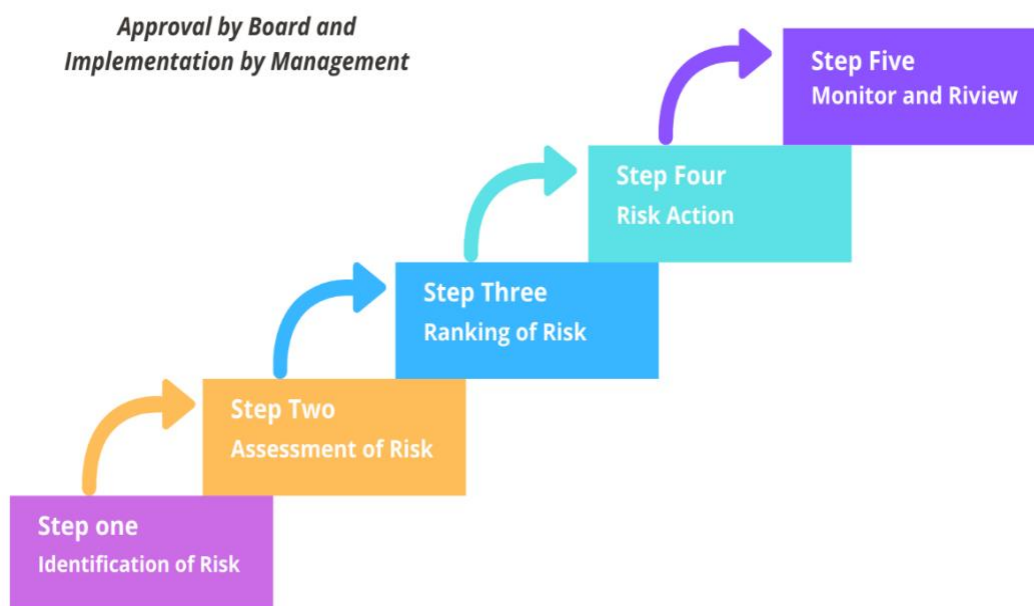 Approval by Board and
Implementation by Management
Step Five
Monitor and Riview
Step Four
Risk Action
Step Three
Ranking of Risk
Step Two
Assessment of Risk
Step one
Identification of Risk